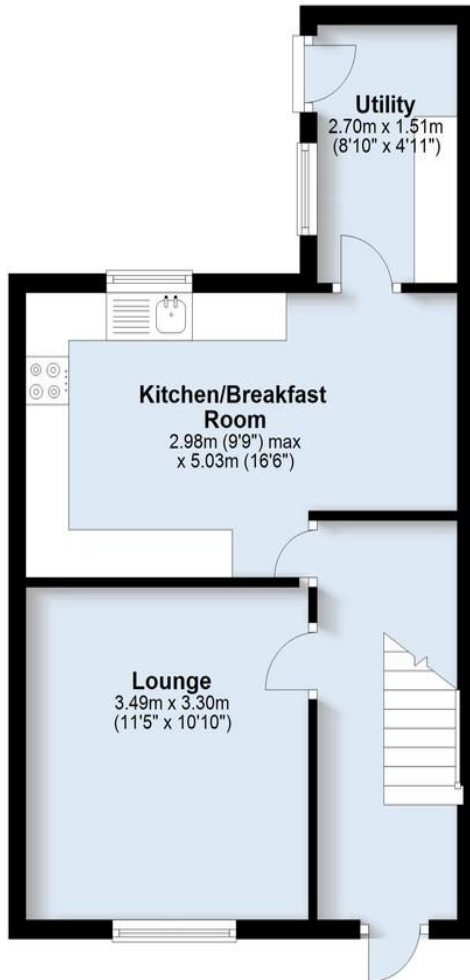 Utility
2.70m x 1.51m
(8'10" x 4'11")
Kitchen/Breakfast
Room
2.98m (9'9") max
x 5.03m (16'6")
Lounge
3.49m x 3.30m
(11'5" x 10'10")